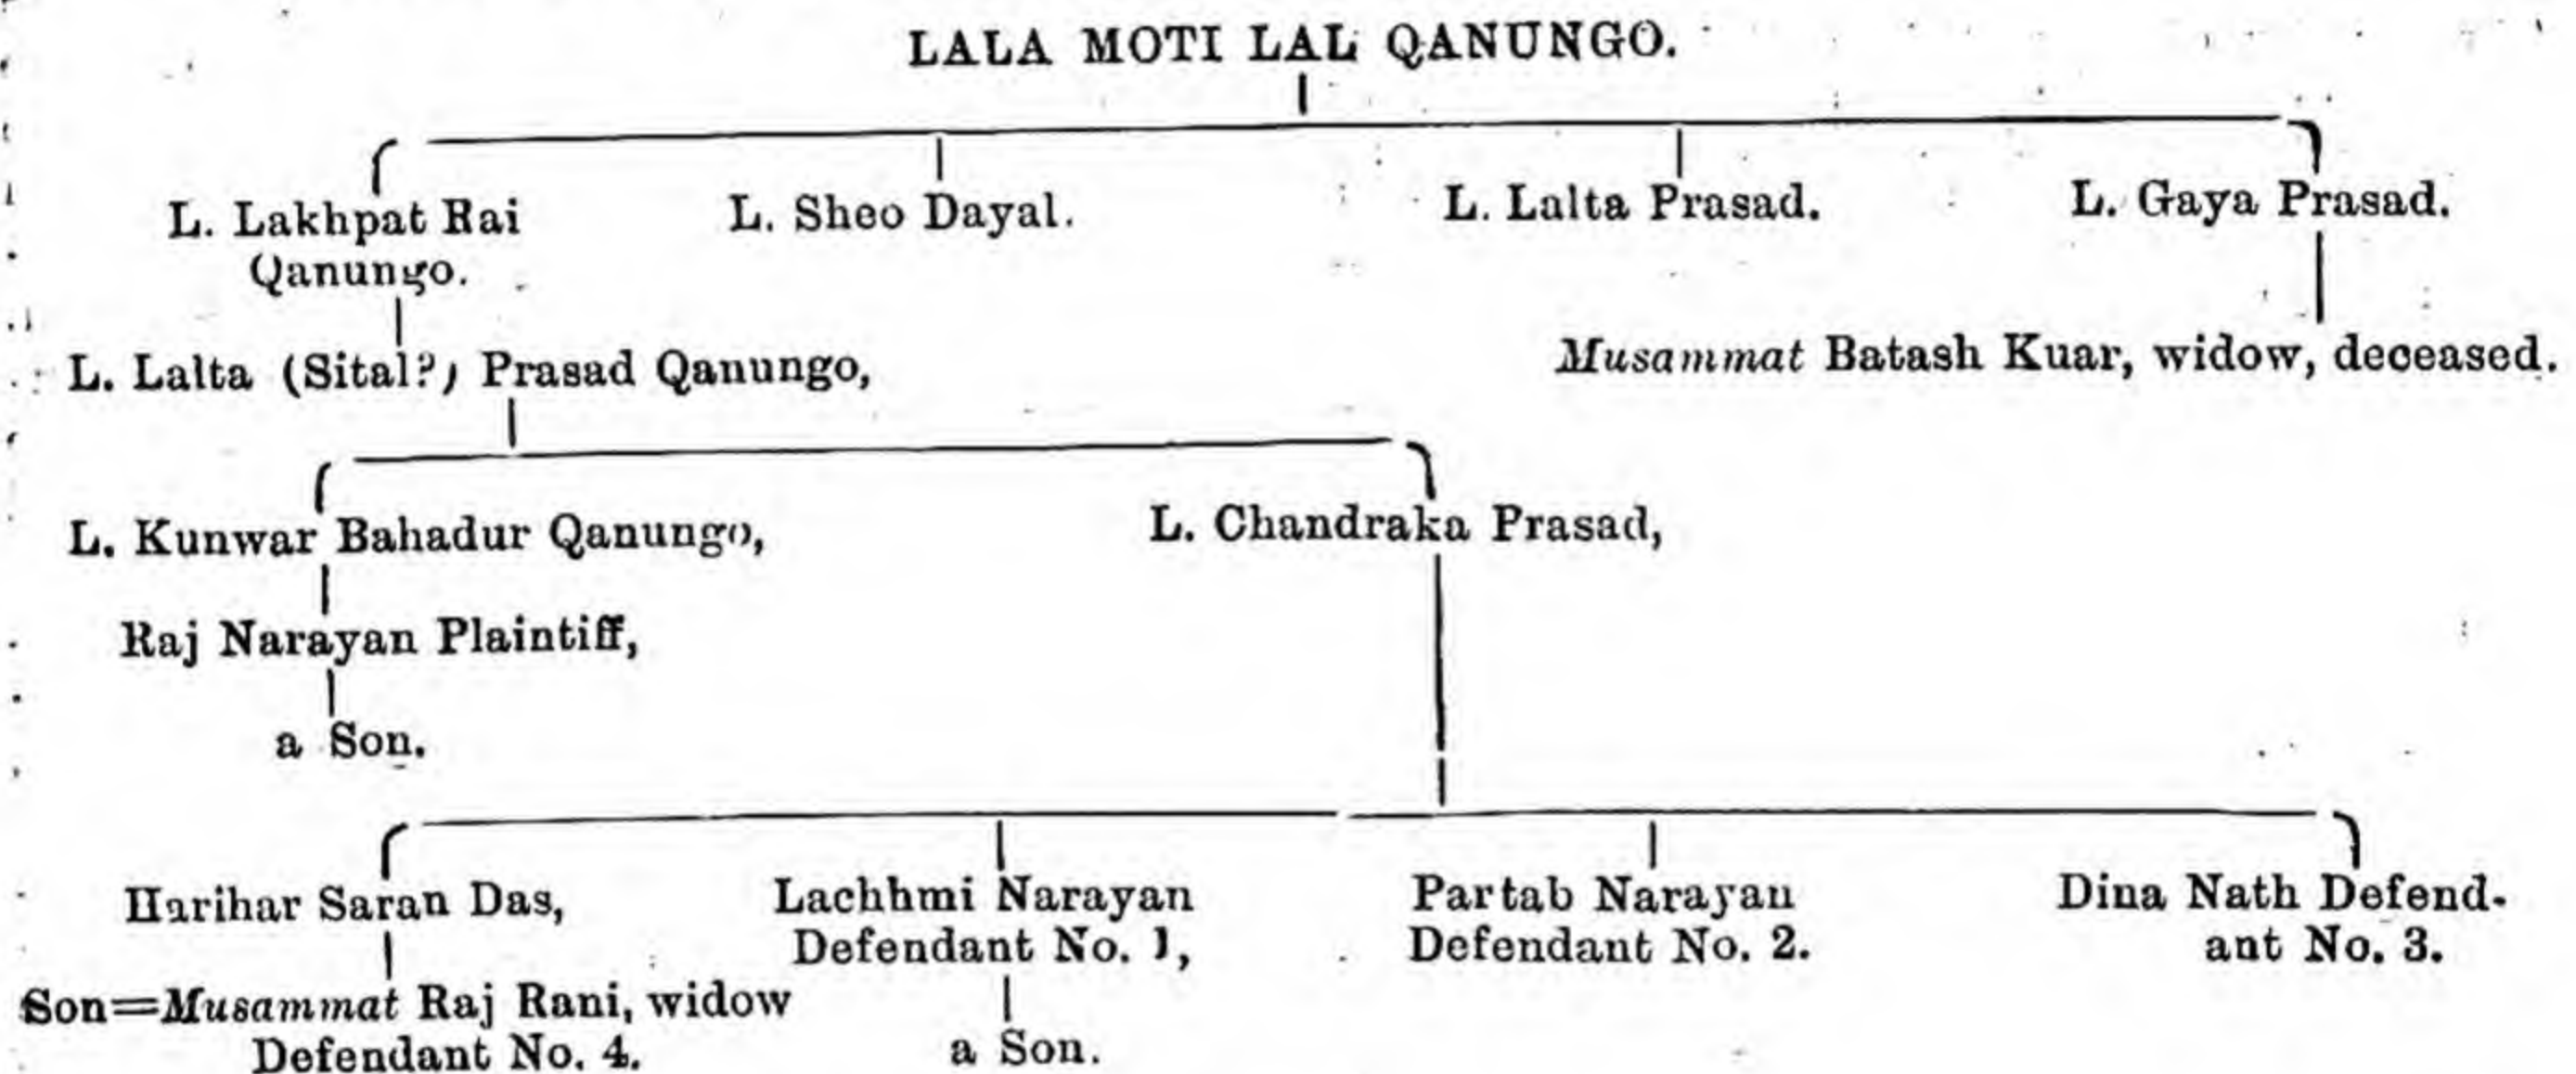 LALA MOTI LAL QANUNGO.
L. Lakhpat Rai
Qanungo.
L. Sheo Dayal.
L. Lalta Prasad.
L. Gaya Prasad.
L. Lalta (Sital?) Prasad Qanungo,
Musammat Batash Kuar, widow, deceased.
L. Kunwar Bahadur Qanungo,
L. Chandraka Prasad,
Raj Narayan Plaintiff,
a Son.
Harihar Saran Das,
Son=Musammat Raj Rani, widow
Defendant No. 4.
Lachhmi Narayan
Defendant No. 1,
a Son.
Partab Narayan
Defendant No. 2.
Dina Nath Defend-
ant No. 3.